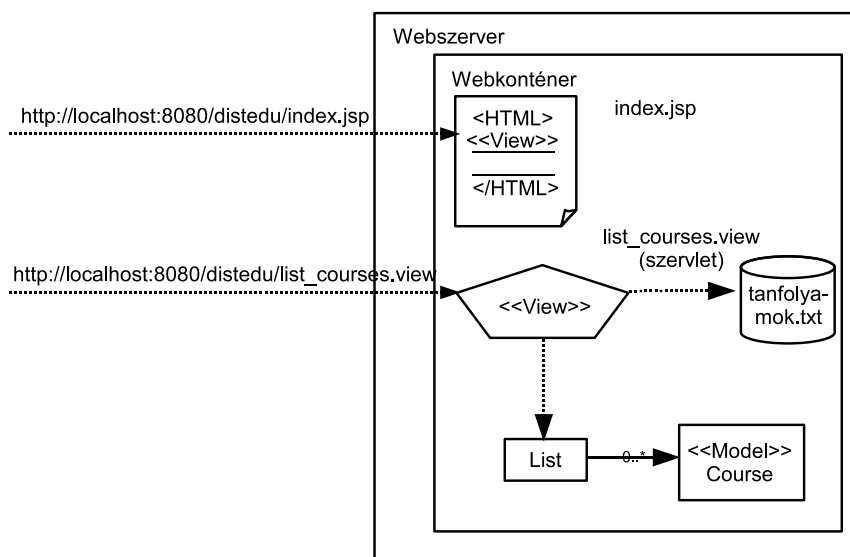 Webszerver
Webkonténer
http://localhost:8080/distedu/index.jsp
<HTML>
<<View>>
</HTML>
index.jsp
list_courses.view
(szervlet)
http://localhost:8080/distedu/list_courses.view
<<View>>
tanfolya-
mok.txt
List
0..*
<<Model>>
Course